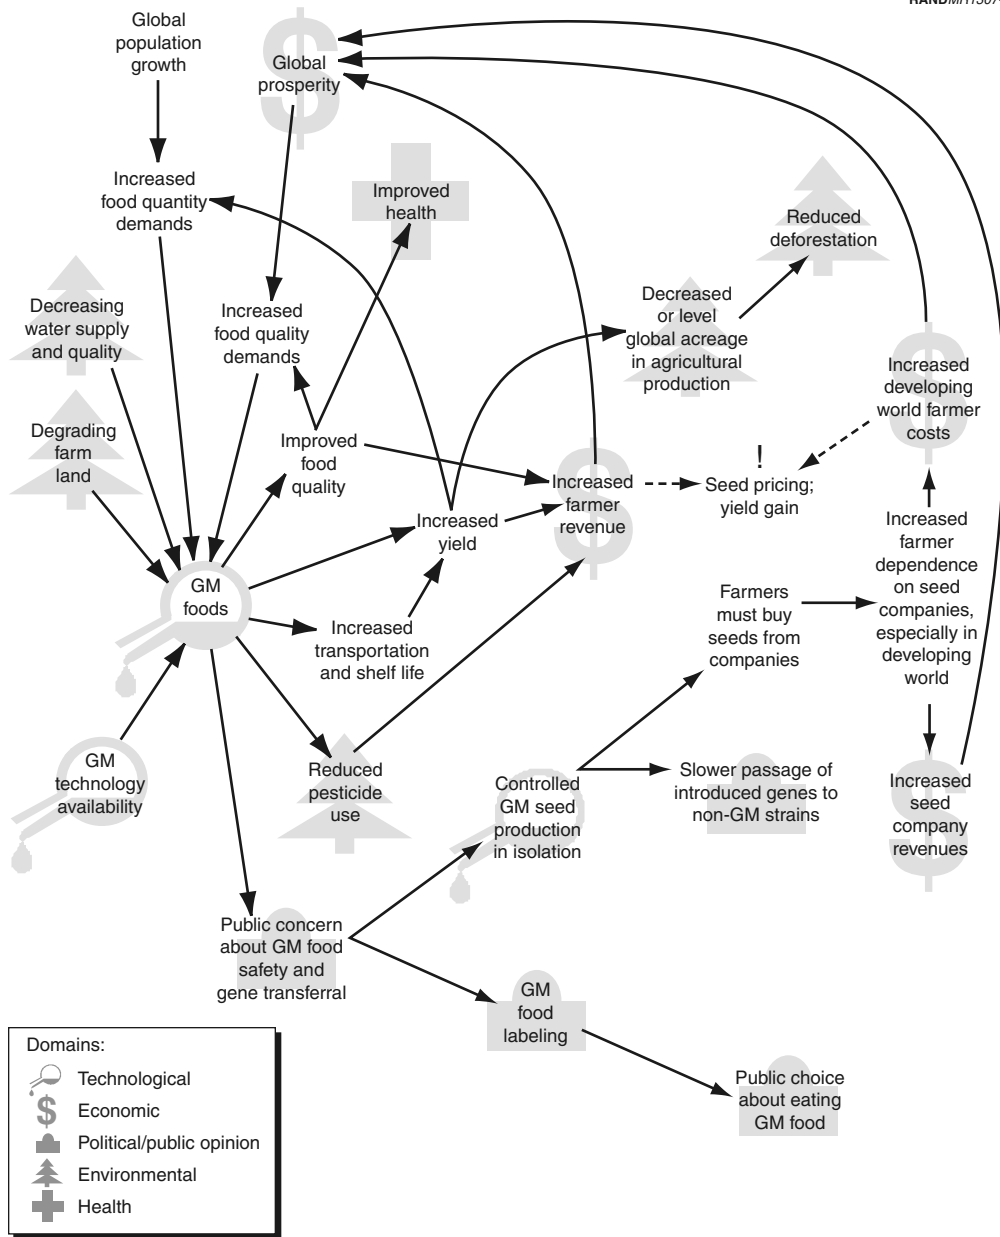 RAND
Global
population
growth
Global
prosperity
Increased
food quantity
demands
Improved
health
Reduced
deforestation
Decreasing
water supply
and quality
Increased
food quality
demands
Decreased
or level
global acreage
in agricultural
production
Increased
developing
world farmer
costs
Degrading
farm
land
Improved
food
quality
Increased
farmer
revenue
!
Seed pricing;
yield gain
Increased
yield
Increased
farmer
dependence
on seed
companies,
especially in
developing
world
GM
foods
Increased
transportation
and shelf life
Farmers
must buy
seeds from
companies
GM
technology
availability
Reduced
pesticide
use
Controlled
GM seed
production
in isolation
Slower passage of
introduced genes to
non-GM strains
Increased
seed
company
revenues
Public concern
about GM food
safety and
gene transferral
GM
food
labeling
Public choice
about eating
GM food
Domains:
Technological
$ Economic
Political/public opinion
Environmental
Health